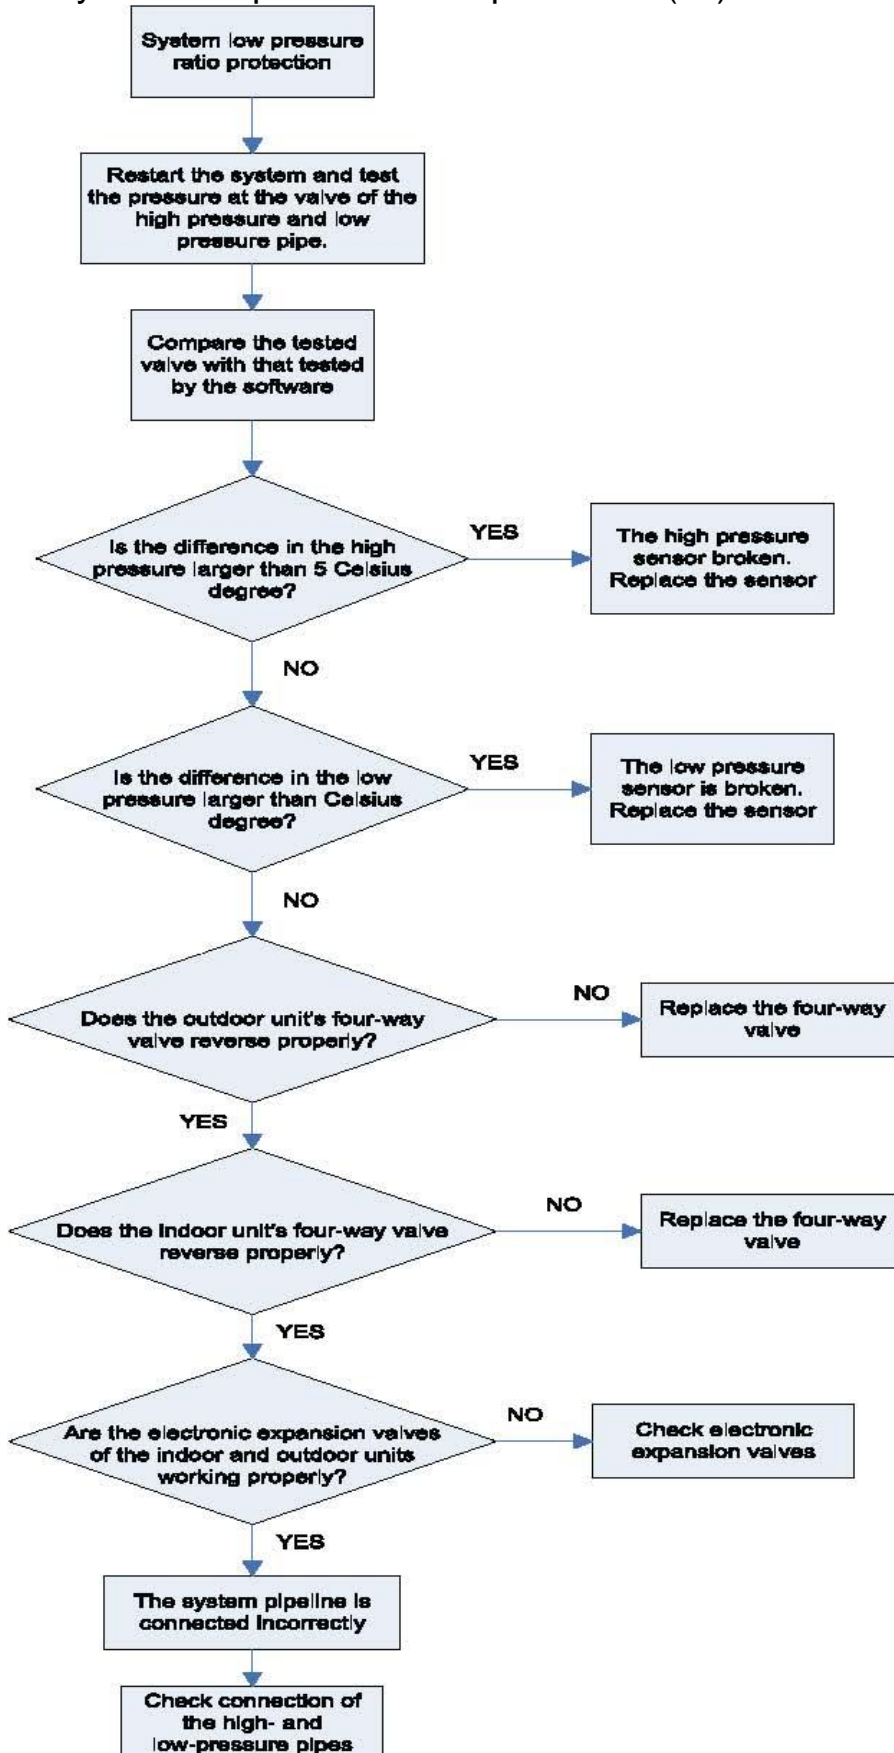 System low pressure
ratio protection
Restart the system and test
the pressure at the valve of the
high pressure and low
pressure pipe.
Compare the tested
valve with that tested
by the software
Is the difference in the high
pressure larger than 5 Celsius
degree?
YES
The high pressure
sensor broken.
Replace the sensor
NO
Is the difference in the low
pressure larger than Celsius
degree?
YES
The low pressure
sensor is broken.
Replace the sensor
NO
Does the outdoor unit's four-way
valve reverse properly?
NO
Replace the four-way
valve
YES
Does the indoor unit's four-way valve
reverse properly?
NO
Replace the four-way
valve
YES
Are the electronic expansion valves
of the indoor and outdoor units
working properly?
NO
Check electronic
expansion valves
YES
The system pipeline is
connected incorrectly
Check connection of
the high- and
low-pressure pipes